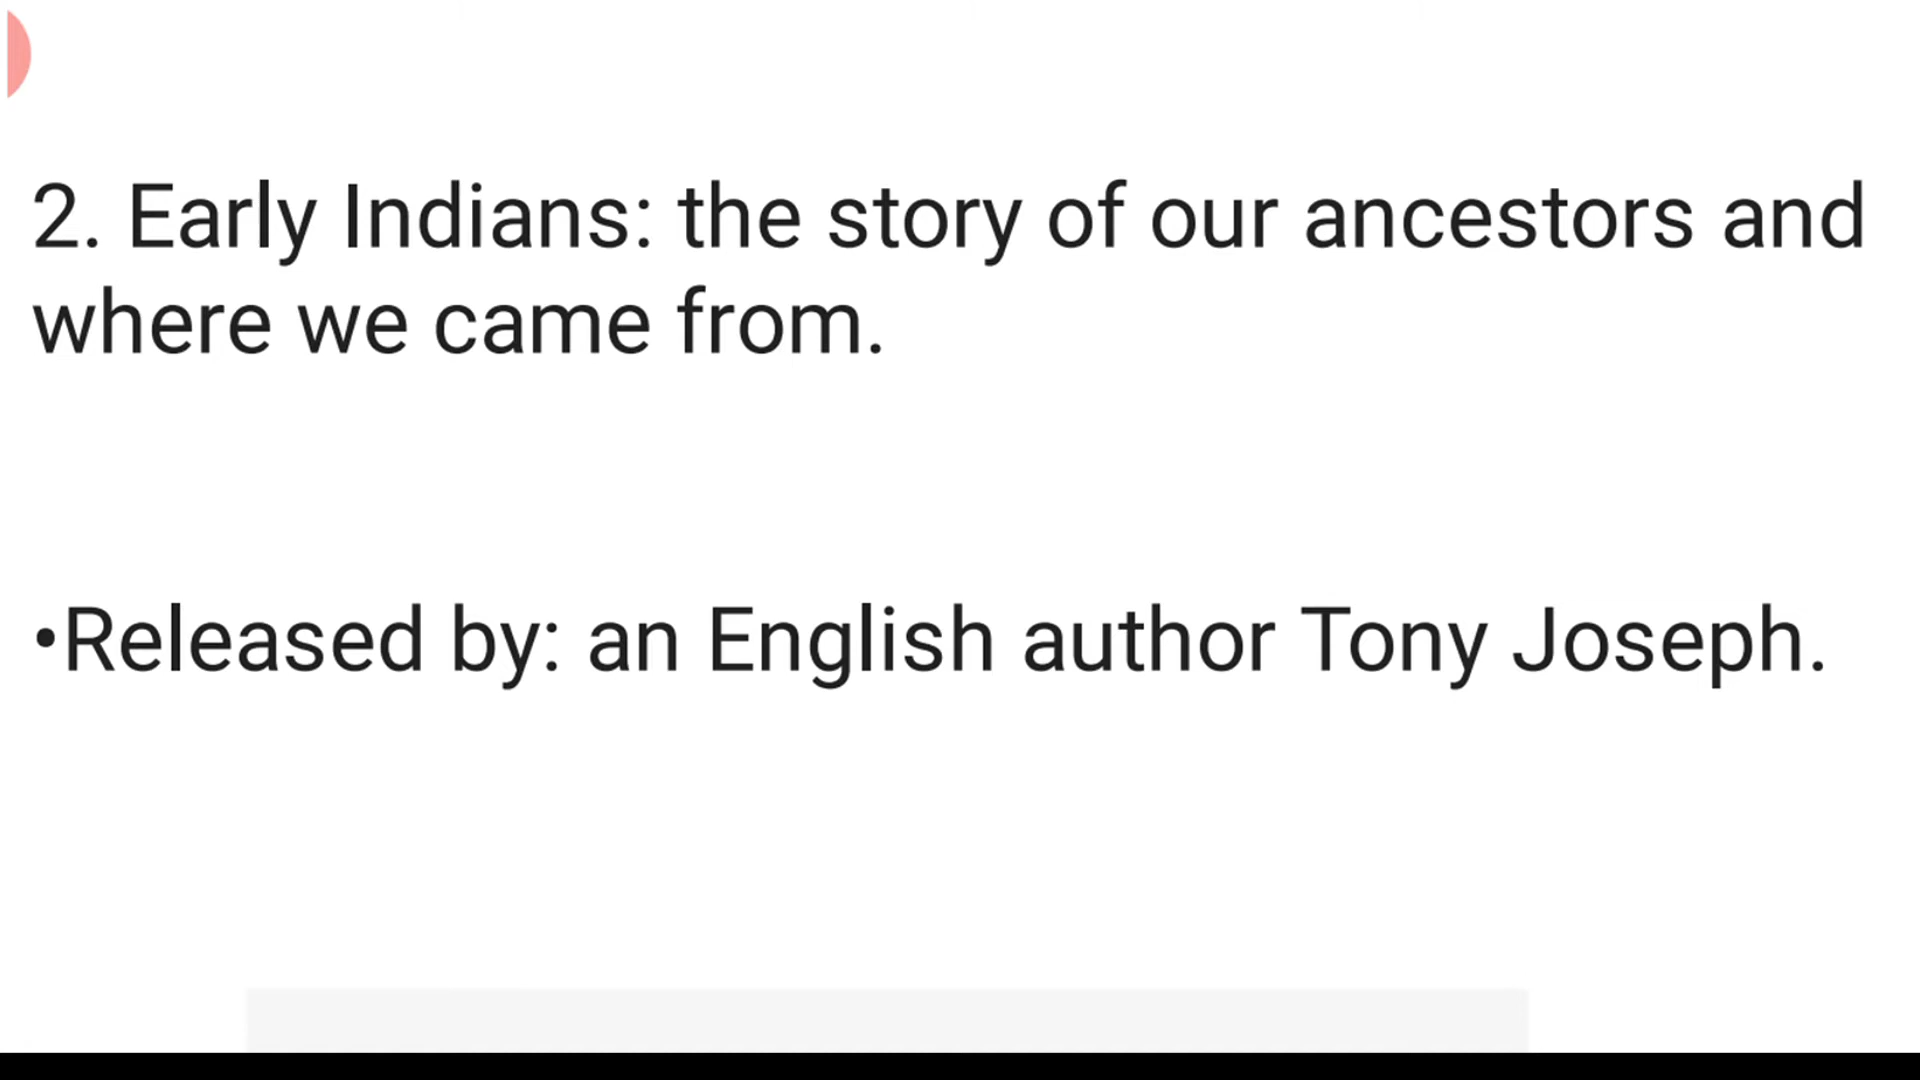 2. Early Indians: the story of our ancestors and
where we came from.
•Released by: an English author Tony Joseph.